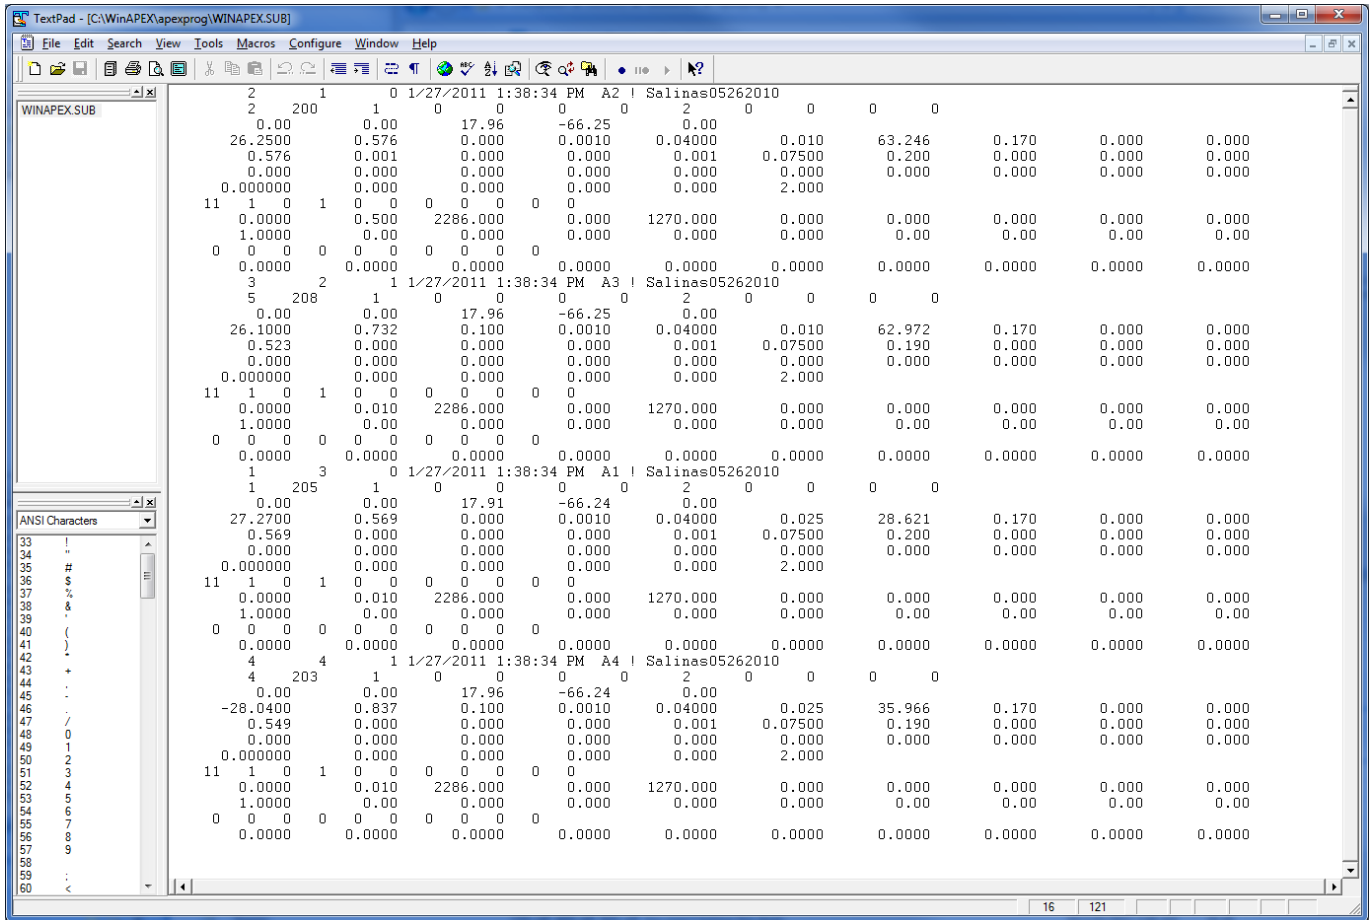 TextPad - [C:\WinAPEX\apexprog\WINAPEX.SUB]
File Edit Search View Tools Macros Configure Window Help
WINAPEX.SUB
2 1 0 1/27/2011 1:38:34 PM A2 ! Salinas05262010
2 200 1 0 0 0 2 0 0 0 0
0.00 0.00 17.96 -66.25 0.00
26.2500 0.576 0.000 0.0010 0.04000 0.010 63.246 0.170 0.000 0.000
0.576 0.001 0.000 0.000 0.001 0.07500 0.200 0.000 0.000 0.000
0.000 0.000 0.000 0.000 0.000 0.000 0.000 0.000 0.000 0.000
0.000000 0.000 0.000 0.000 0.000 2.000
11 1 0 1 0 0 0 0 0 0 0
0.0000 0.500 2286.000 0.000 1270.000 0.000 0.000 0.000 0.000 0.000
1.0000 0.00 0.000 0.000 0.000 0.000 0.00 0.00 0.00 0.00
0 0 0 0 0 0 0 0 0 0
0.0000 0.0000 0.0000 0.0000 0.0000 0.0000 0.0000 0.0000 0.0000 0.0000
3 2 1 1/27/2011 1:38:34 PM A3 ! Salinas05262010
5 208 1 0 0 0 2 0 0 0 0
0.00 0.00 17.96 -66.25 0.00
26.1000 0.732 0.100 0.0010 0.04000 0.010 62.972 0.170 0.000 0.000
0.523 0.000 0.000 0.000 0.001 0.07500 0.190 0.000 0.000 0.000
0.000 0.000 0.000 0.000 0.000 0.000 0.000 0.000 0.000 0.000
0.000000 0.000 0.000 0.000 0.000 2.000
11 1 0 1 0 0 0 0 0 0 0
0.0000 0.010 2286.000 0.000 1270.000 0.000 0.000 0.000 0.000 0.000
1.0000 0.00 0.000 0.000 0.000 0.000 0.00 0.00 0.00 0.00
0 0 0 0 0 0 0 0 0 0
0.0000 0.0000 0.0000 0.0000 0.0000 0.0000 0.0000 0.0000 0.0000 0.0000
1 3 0 1/27/2011 1:38:34 PM A1 ! Salinas05262010
1 205 1 0 0 0 2 0 0 0 0
0.00 0.00 17.91 -66.24 0.00
27.2700 0.569 0.000 0.0010 0.04000 0.025 28.621 0.170 0.000 0.000
0.569 0.000 0.000 0.000 0.001 0.07500 0.200 0.000 0.000 0.000
0.000 0.000 0.000 0.000 0.000 0.000 0.000 0.000 0.000 0.000
0.000000 0.000 0.000 0.000 0.000 2.000
11 1 0 1 0 0 0 0 0 0 0
0.0000 0.010 2286.000 0.000 1270.000 0.000 0.000 0.000 0.000 0.000
1.0000 0.00 0.000 0.000 0.000 0.000 0.00 0.00 0.00 0.00
0 0 0 0 0 0 0 0 0 0
0.0000 0.0000 0.0000 0.0000 0.0000 0.0000 0.0000 0.0000 0.0000 0.0000
4 4 1 1/27/2011 1:38:34 PM A4 ! Salinas05262010
4 203 1 0 0 0 2 0 0 0 0
0.00 0.00 17.96 -66.24 0.00
-28.0400 0.837 0.100 0.0010 0.04000 0.025 35.966 0.170 0.000 0.000
0.549 0.000 0.000 0.000 0.001 0.07500 0.190 0.000 0.000 0.000
0.000 0.000 0.000 0.000 0.000 0.000 0.000 0.000 0.000 0.000
0.000000 0.000 0.000 0.000 0.000 2.000
11 1 0 1 0 0 0 0 0 0 0
0.0000 0.010 2286.000 0.000 1270.000 0.000 0.000 0.000 0.000 0.000
1.0000 0.00 0.000 0.000 0.000 0.000 0.00 0.00 0.00 0.00
0 0 0 0 0 0 0 0 0 0
0.0000 0.0000 0.0000 0.0000 0.0000 0.0000 0.0000 0.0000 0.0000 0.0000
ANSI Characters
33 !
34 "
35 #
36 $
37 %
38 &
39 '
40 (
41 )
42 *
43 +
44 ,
45 -
46 .
47 /
48 0
49 1
50 2
51 3
52 4
53 5
54 6
55 7
56 8
57 9
58
59 ;
60 <
16 121